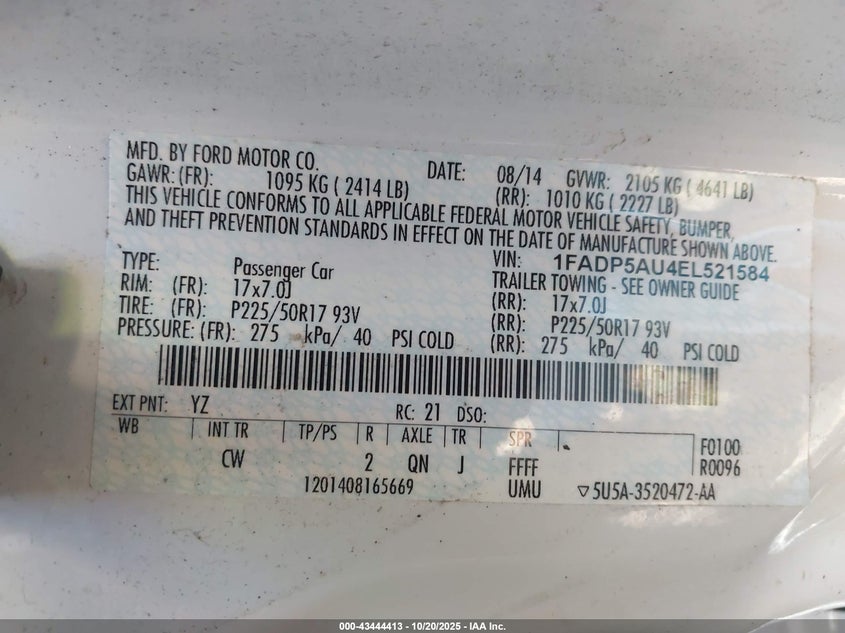 MFD. BY FORD MOTOR CO.
DATE: 08/14 GVWR: 2105 KG ( 4641 LB)
GAWR: (FR): 1095 KG ( 2414 LB) (RR): 1010 KG ( 2227 LB)
THIS VEHICLE CONFORMS TO ALL APPLICABLE FEDERAL MOTOR VEHICLE SAFETY, BUMPER,
AND THEFT PREVENTION STANDARDS IN EFFECT ON THE DATE OF MANUFACTURE SHOWN ABOVE.
VIN: 1FADP5AU4EL521584
TYPE: Passenger Car TRAILER TOWING - SEE OWNER GUIDE
RIM: (FR): 17x7.0J (RR): 17x7.0J
TIRE: (FR): P225/50R17 93V (RR): P225/50R17 93V
PRESSURE: (FR): 275 kPa/ 40 PSI COLD (RR): 275 kPa/ 40 PSI COLD
EXT PNT: YZ RC: 21 DSO:
WB INT TR TP/PS R AXLE TR SPR F0100
CW 2 QN J FFFF R0096
1201408165669 UMU ▽5U5A-3520472-AA
000-43444413 - 10/20/2025 - IAA Inc.